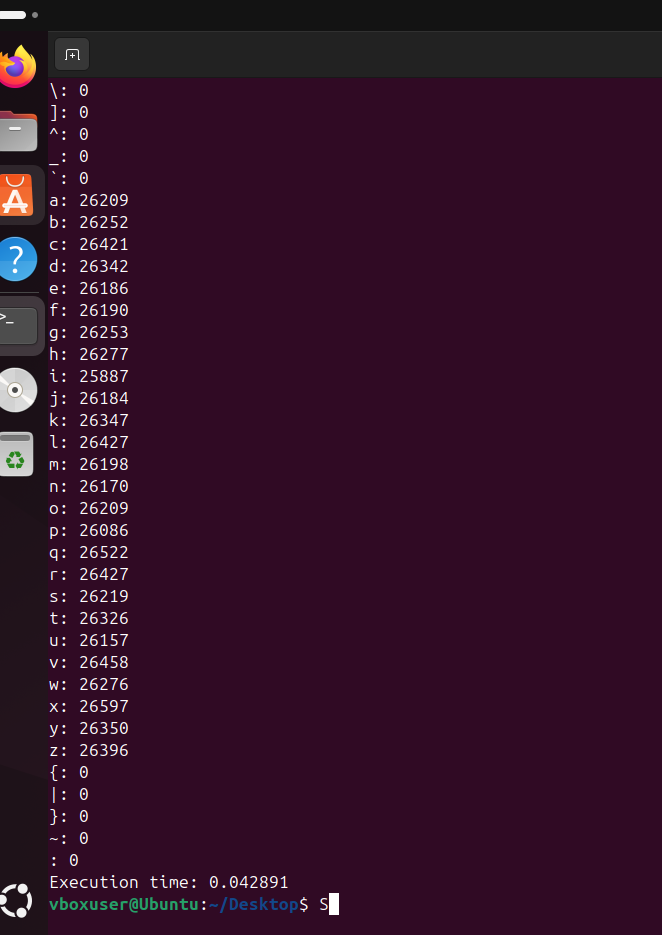 \: 0
]: 0
^: 0
_: 0
`: 0
a: 26209
b: 26252
c: 26421
d: 26342
e: 26186
f: 26190
g: 26253
h: 26277
i: 25887
j: 26184
k: 26347
l: 26427
m: 26198
n: 26170
o: 26209
p: 26086
q: 26522
r: 26427
s: 26219
t: 26326
u: 26157
v: 26458
w: 26276
x: 26597
y: 26350
z: 26396
{: 0
|: 0
}: 0
~: 0
: 0
Execution time: 0.042891
vboxuser@Ubuntu:~/Desktop$ S